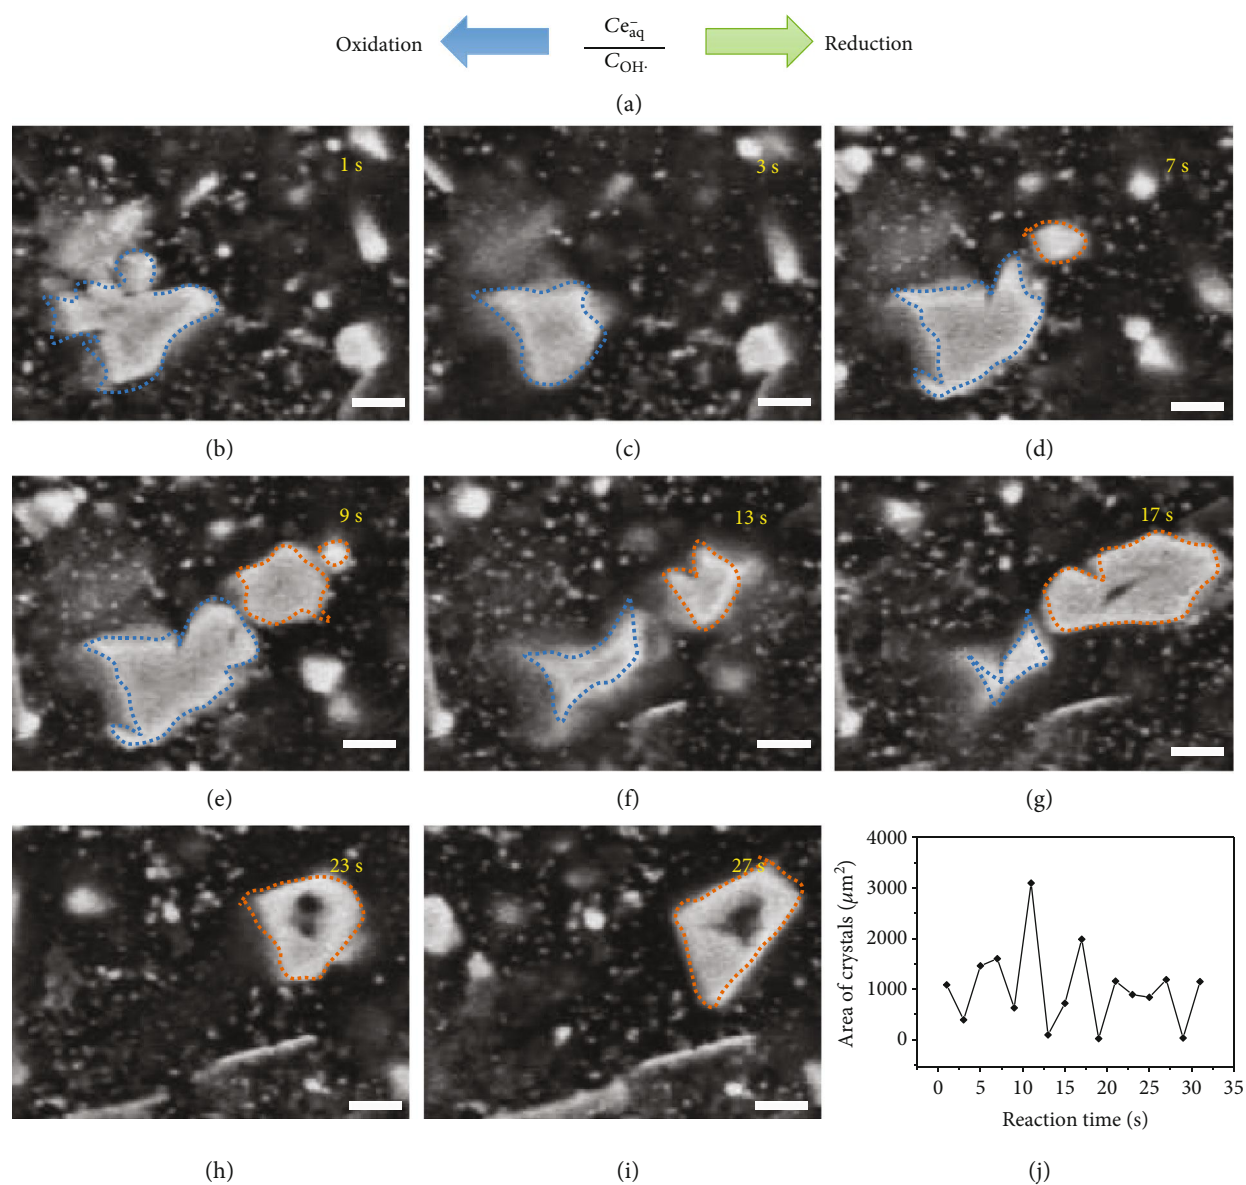 Oxidation
Ce⁻aq
C OH·
Reduction
(a)
1 s
3 s
7 s
(b)
(c)
(d)
9 s
13 s
17 s
(e)
(f)
(g)
23 s
27 s
(h)
(i)
Area of crystals (μm²)
4000
3000
2000
1000
0
0 5 10 15 20 25 30 35
Reaction time (s)
(j)